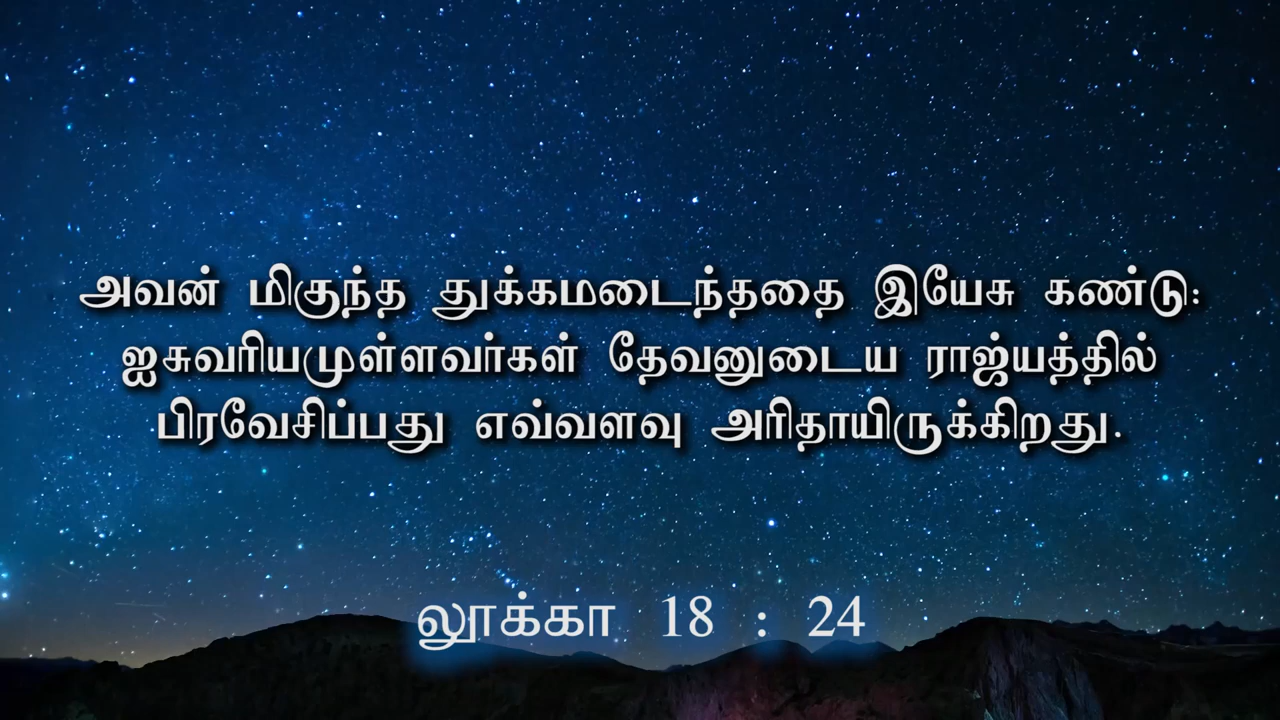 அவன் மிகுந்த துக்கமடைந்ததை இயேசு கண்டு:
ஐசுவரியமுள்ளவர்கள் தேவனுடைய ராஜ்யத்தில்
பிரவேசிப்பது எவ்வளவு அரிதாயிருக்கிறது.
லூக்கா 18 : 24